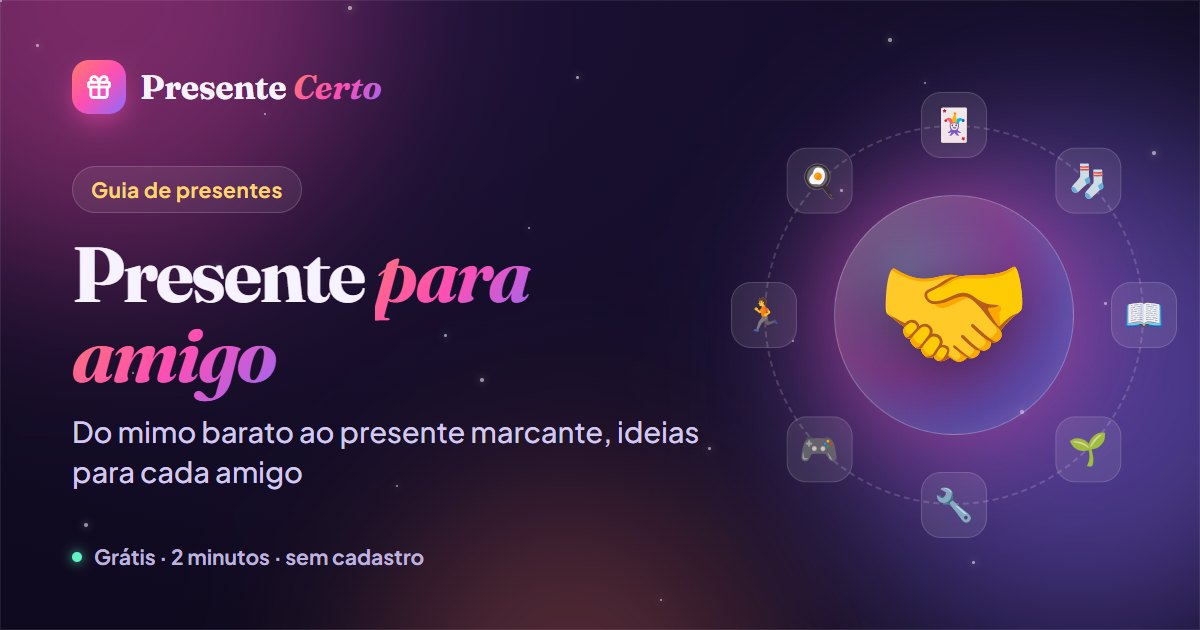 Presente Certo
Guia de presentes
Presente para
amigo
Do mimo barato ao presente marcante, ideias
para cada amigo
Grátis · 2 minutos · sem cadastro